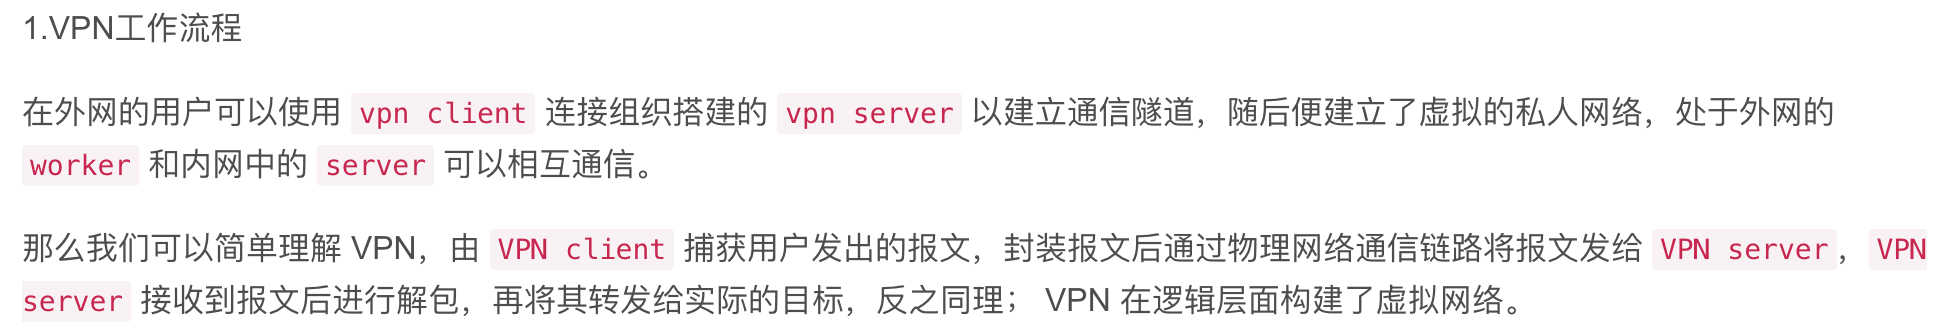 1.VPN工作流程
在外网的用户可以使用 vpn client 连接组织搭建的 vpn server 以建立通信隧道，随后便建立了虚拟的私人网络，处于外网的
worker 和内网中的 server 可以相互通信。
那么我们可以简单理解 VPN，由 VPN client 捕获用户发出的报文，封装报文后通过物理网络通信链路将报文发给 VPN server，VPN
server 接收到报文后进行解包，再将其转发给实际的目标，反之同理； VPN 在逻辑层面构建了虚拟网络。